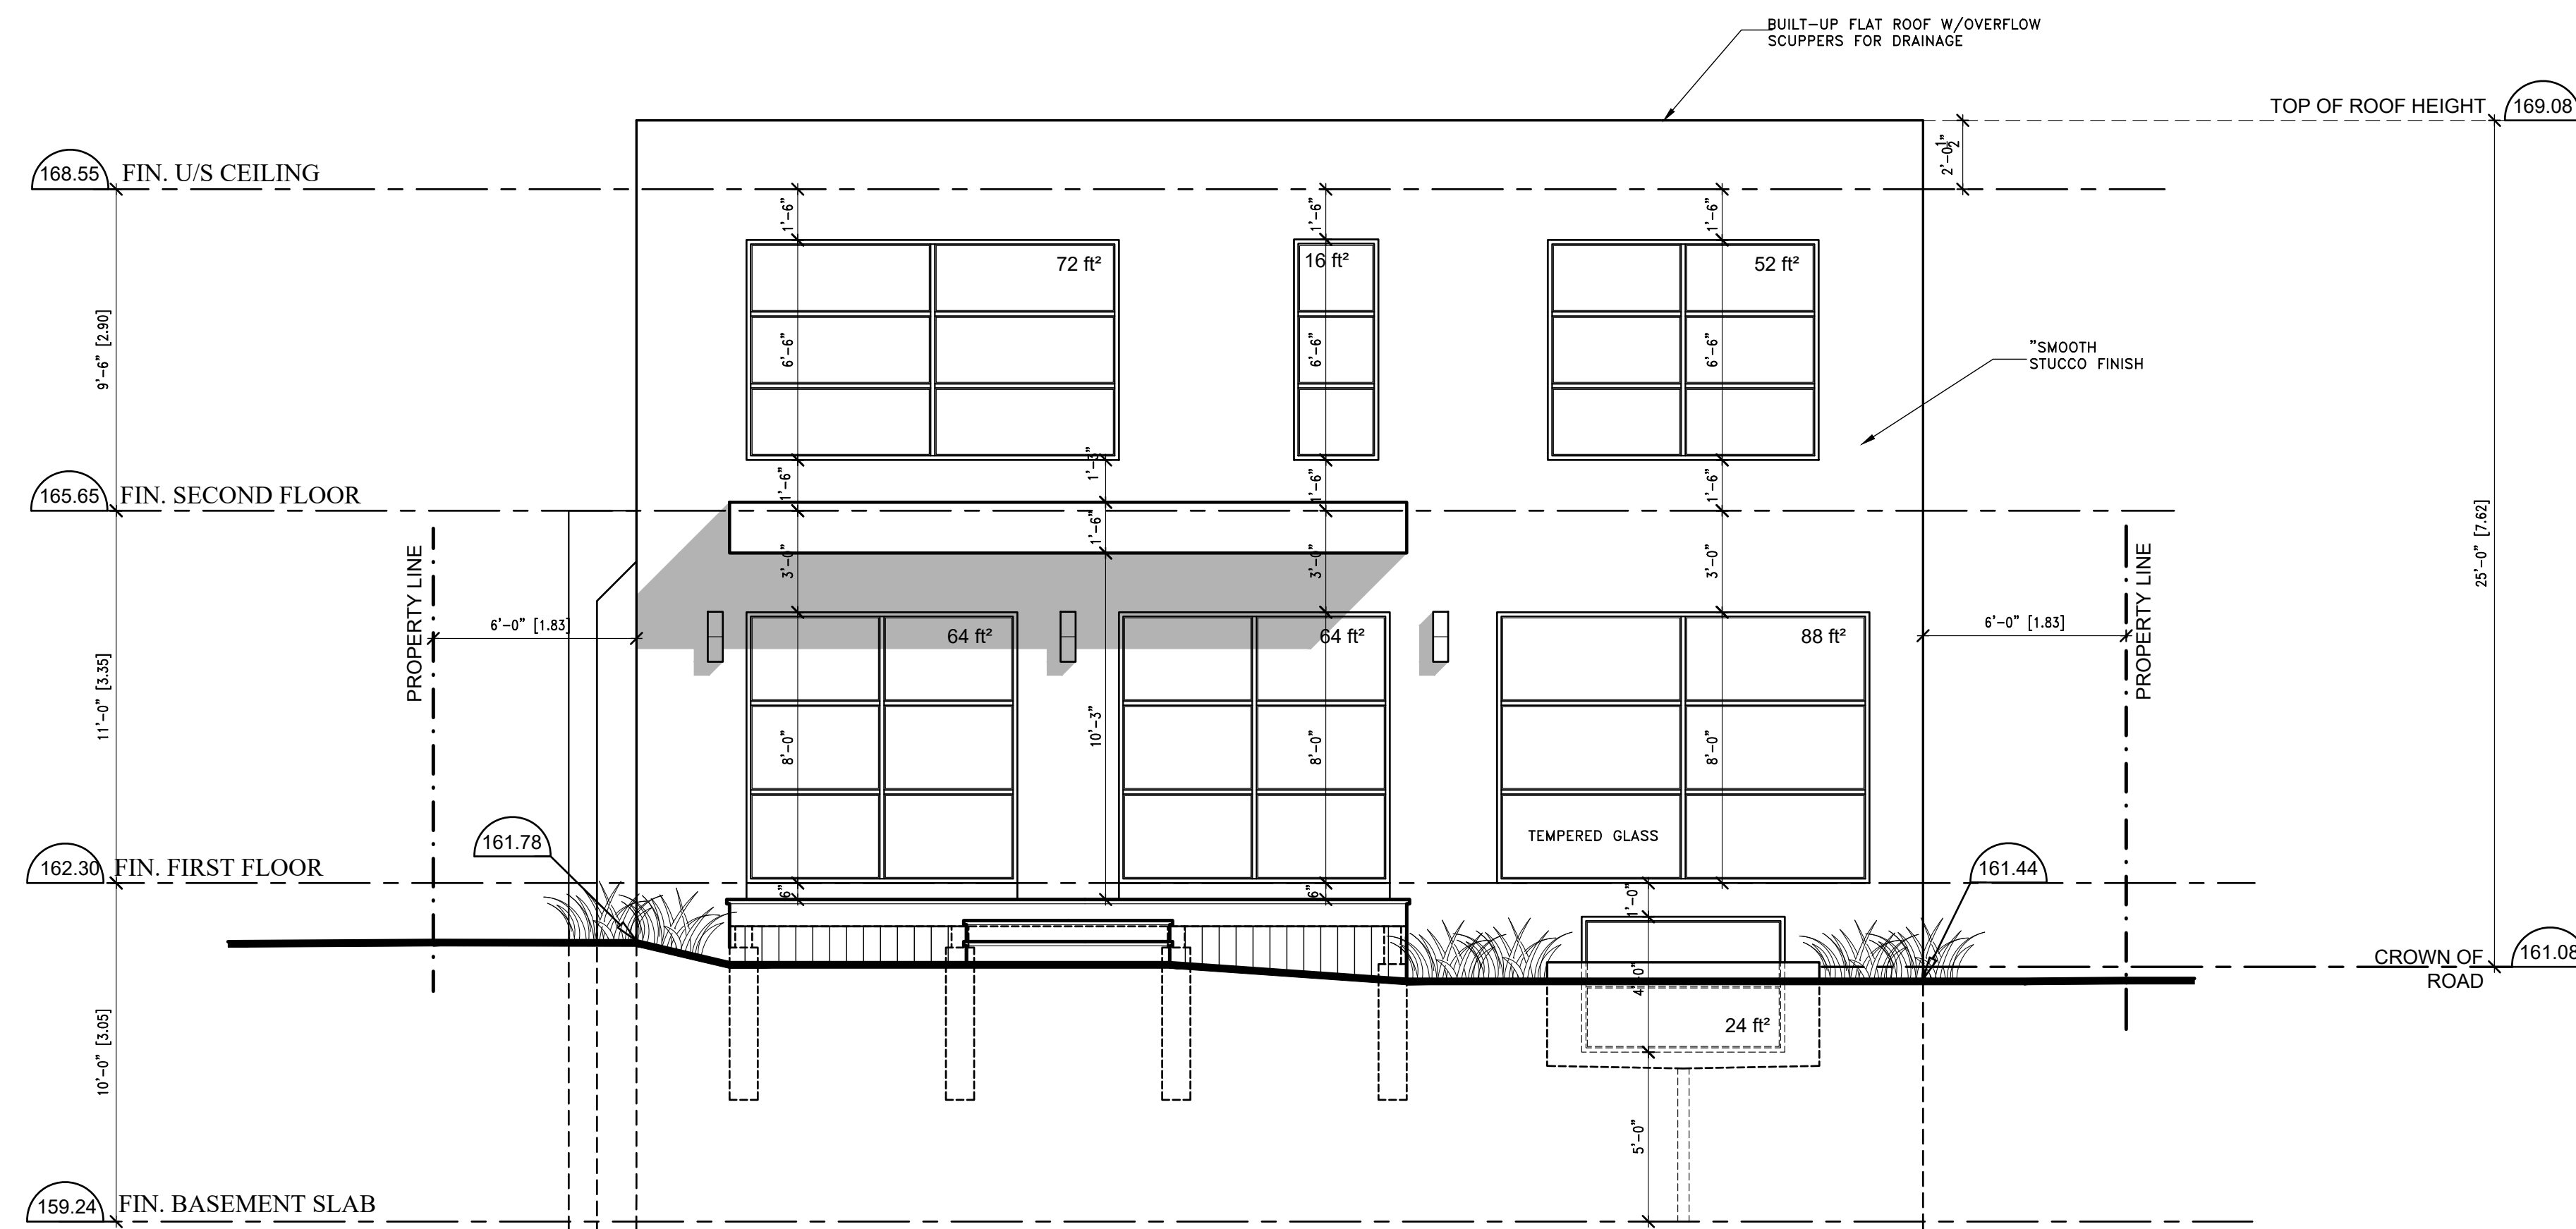 BUILT-UP FLAT ROOF W/OVERFLOW
SCUPPERS FOR DRAINAGE
TOP OF ROOF HEIGHT
169.08
2'-0 1/2"
168.55
FIN. U/S CEILING
1'-6"
1'-6"
1'-6"
72 ft²
16 ft²
52 ft²
9'-6" [2.90]
6'-6"
6'-6"
6'-6"
"SMOOTH
STUCCO FINISH
1'-3"
1'-6"
1'-6"
1'-6"
165.65
FIN. SECOND FLOOR
1'-6"
3'-0"
3'-0"
3'-0"
25'-0" [7.62]
PROPERTY LINE
6'-0" [1.83]
64 ft²
64 ft²
88 ft²
6'-0" [1.83]
PROPERTY LINE
11'-0" [3.35]
10'-3"
8'-0"
8'-0"
8'-0"
TEMPERED GLASS
161.78
162.30
FIN. FIRST FLOOR
161.44
6"
6"
1'-0"
CROWN OF
ROAD
161.08
4'-0"
24 ft²
10'-0" [3.05]
5'-0"
159.24
FIN. BASEMENT SLAB